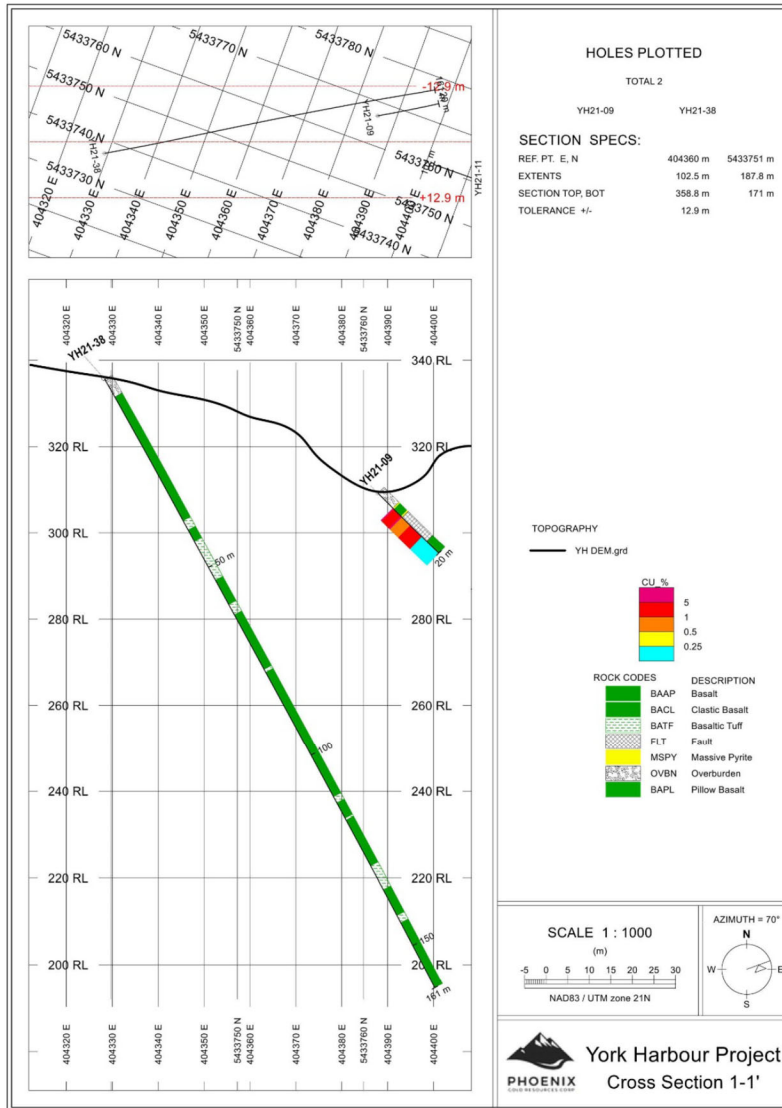 5433760 N
5433770 N
5433780 N
5433750 N
-12.9 m
20 m
YH21-09
5433740 N
YH21-38
5433760 N
5433730 N
YH21-11
+12.9 m
5433750 N
404320 E
404330 E
404340 E
404350 E
404360 E
404370 E
404380 E
404390 E
404400 E
5433740 N
HOLES PLOTTED
TOTAL 2
YH21-09 YH21-38
SECTION SPECS:
REF. PT. E, N 404360 m 5433751 m
EXTENTS 102.5 m 187.8 m
SECTION TOP, BOT 358.8 m 171 m
TOLERANCE +/- 12.9 m
404320 E
404330 E
404340 E
404350 E
5433750 N
404360 E
404370 E
404380 E
5433760 N
404390 E
404400 E
YH21-38
340 RL
320 RL
320 RL
YH21-09
300 RL
300 RL
20 m
50 m
280 RL
280 RL
260 RL
260 RL
100
240 RL
240 RL
220 RL
220 RL
150
200 RL
161 m
404320 E
404330 E
404340 E
404350 E
5433750 N
404360 E
404370 E
404380 E
5433760 N
404390 E
404400 E
TOPOGRAPHY
YH DEM.grd
CU_%
5
1
0.5
0.25
ROCK CODES DESCRIPTION
BAAP Basalt
BACL Clastic Basalt
BATF Basaltic Tuff
FLT Fault
MSPY Massive Pyrite
OVBN Overburden
BAPL Pillow Basalt
SCALE 1 : 1000
(m)
-5 0 5 10 15 20 25 30
NAD83 / UTM zone 21N
AZIMUTH = 70°
N
W E
S
PHOENIX
GOLD RESOURCES CORP
York Harbour Project
Cross Section 1-1'